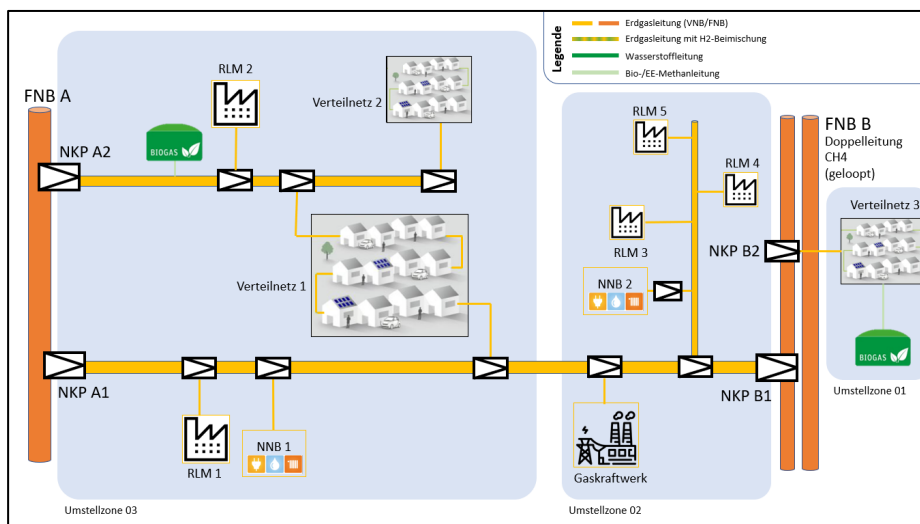 Legende
Erdgasleitung (VNB/FNB)
Erdgasleitung mit H2-Beimischung
Wasserstoffleitung
Bio-/EE-Methanleitung
FNB A
NKP A2
BIOGAS
RLM 2
Verteilnetz 2
Verteilnetz 1
NKP A1
RLM 1
NNB 1
Umstellzone 03
RLM 5
RLM 4
RLM 3
NNB 2
NKP B2
NKP B1
Gaskraftwerk
Umstellzone 02
FNB B
Doppelleitung
CH4
(geloopt)
Verteilnetz 3
BIOGAS
Umstellzone 01